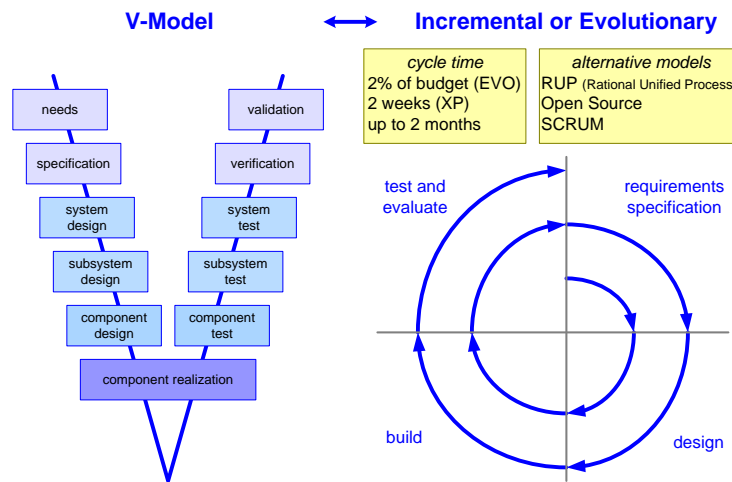 V-Model
Incremental or Evolutionary
cycle time
2% of budget (EVO)
2 weeks (XP)
up to 2 months
alternative models
RUP (Rational Unified Process
Open Source
SCRUM
needs
validation
specification
verification
system
design
system
test
subsystem
design
subsystem
test
component
design
component
test
component realization
test and
evaluate
requirements
specification
build
design